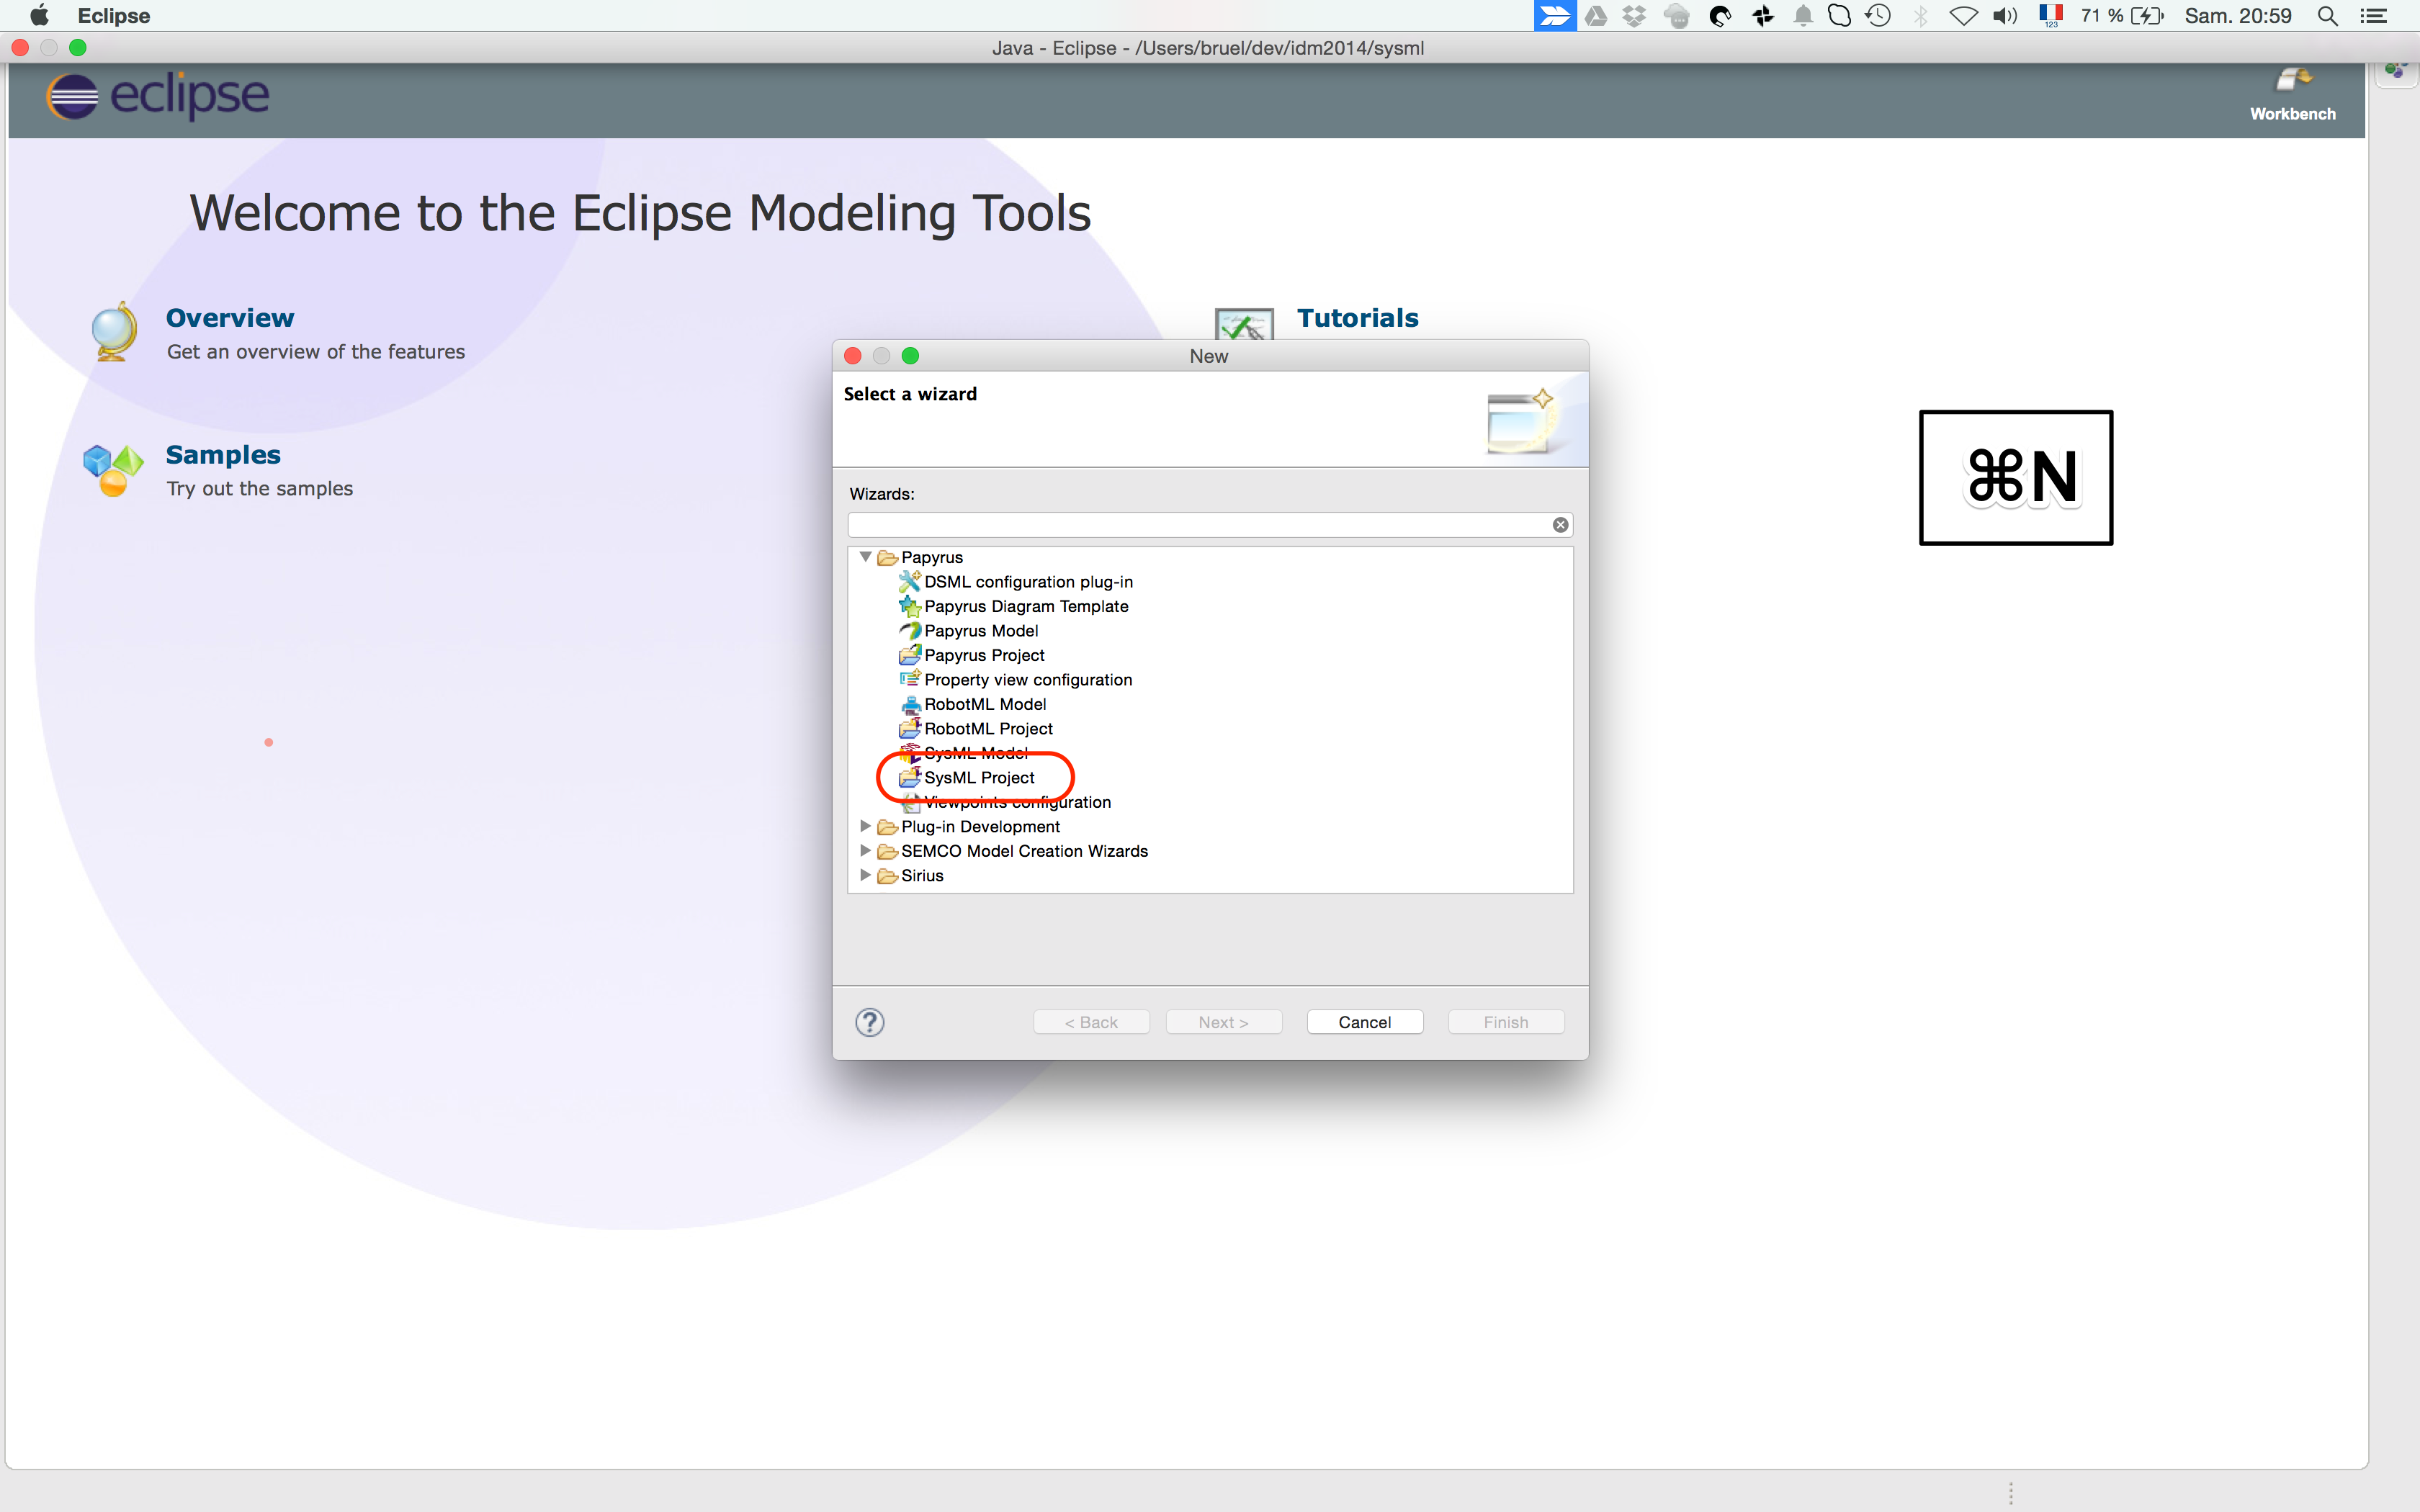 Eclipse
71 %
Sam. 20:59
123
Java - Eclipse - /Users/bruel/dev/idm2014/sysml
eclipse
Workbench
Welcome to the Eclipse Modeling Tools
Overview
Get an overview of the features
Tutorials
Samples
Try out the samples
New
Select a wizard
Wizards:
Papyrus
DSML configuration plug-in
Papyrus Diagram Template
Papyrus Model
Papyrus Project
Property view configuration
RobotML Model
RobotML Project
SysML Model
SysML Project
Viewpoints configuration
Plug-in Development
SEMCO Model Creation Wizards
Sirius
?
< Back
Next >
Cancel
Finish
⌘N